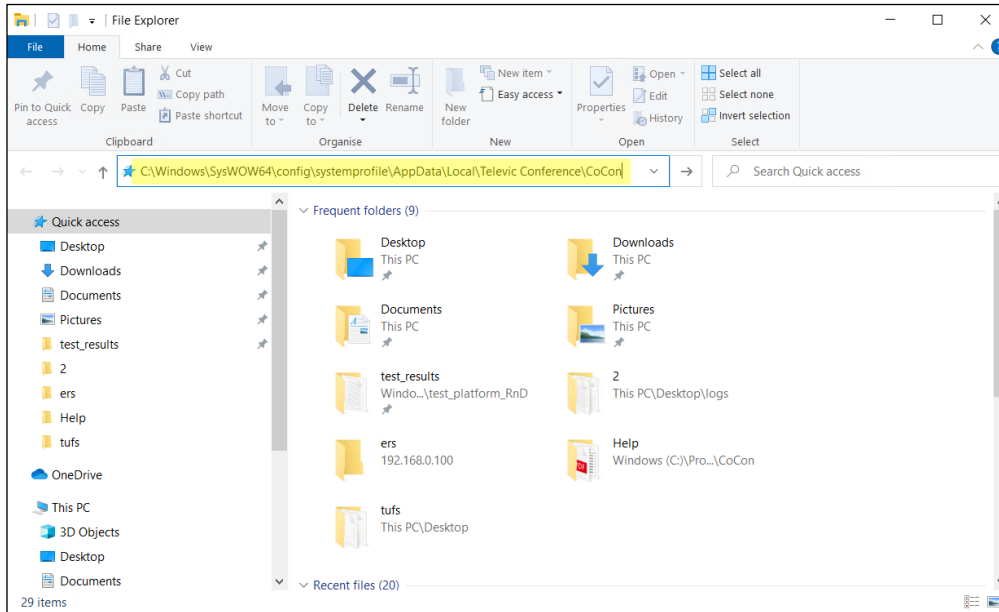 File Explorer
File Home Share View
Pin to Quick access
Copy
Paste
Cut
Copy path
Paste shortcut
Clipboard
Move to
Copy to
Delete
Rename
Organise
New folder
New item
Easy access
New
Properties
Open
Edit
History
Open
Select all
Select none
Invert selection
Select
C:\Windows\SysWOW64\config\systemprofile\AppData\Local\Televic Conference\CoCon
Search Quick access
Quick access
Desktop
Downloads
Documents
Pictures
test_results
2
ers
Help
tufs
OneDrive
This PC
3D Objects
Desktop
Documents
Frequent folders (9)
Desktop
This PC
Downloads
This PC
Documents
This PC
Pictures
This PC
test_results
Windo...\test_platform_RnD
2
This PC\Desktop\logs
ers
192.168.0.100
Help
Windows (C:)\Pro...\CoCon
tufs
This PC\Desktop
Recent files (20)
29 items